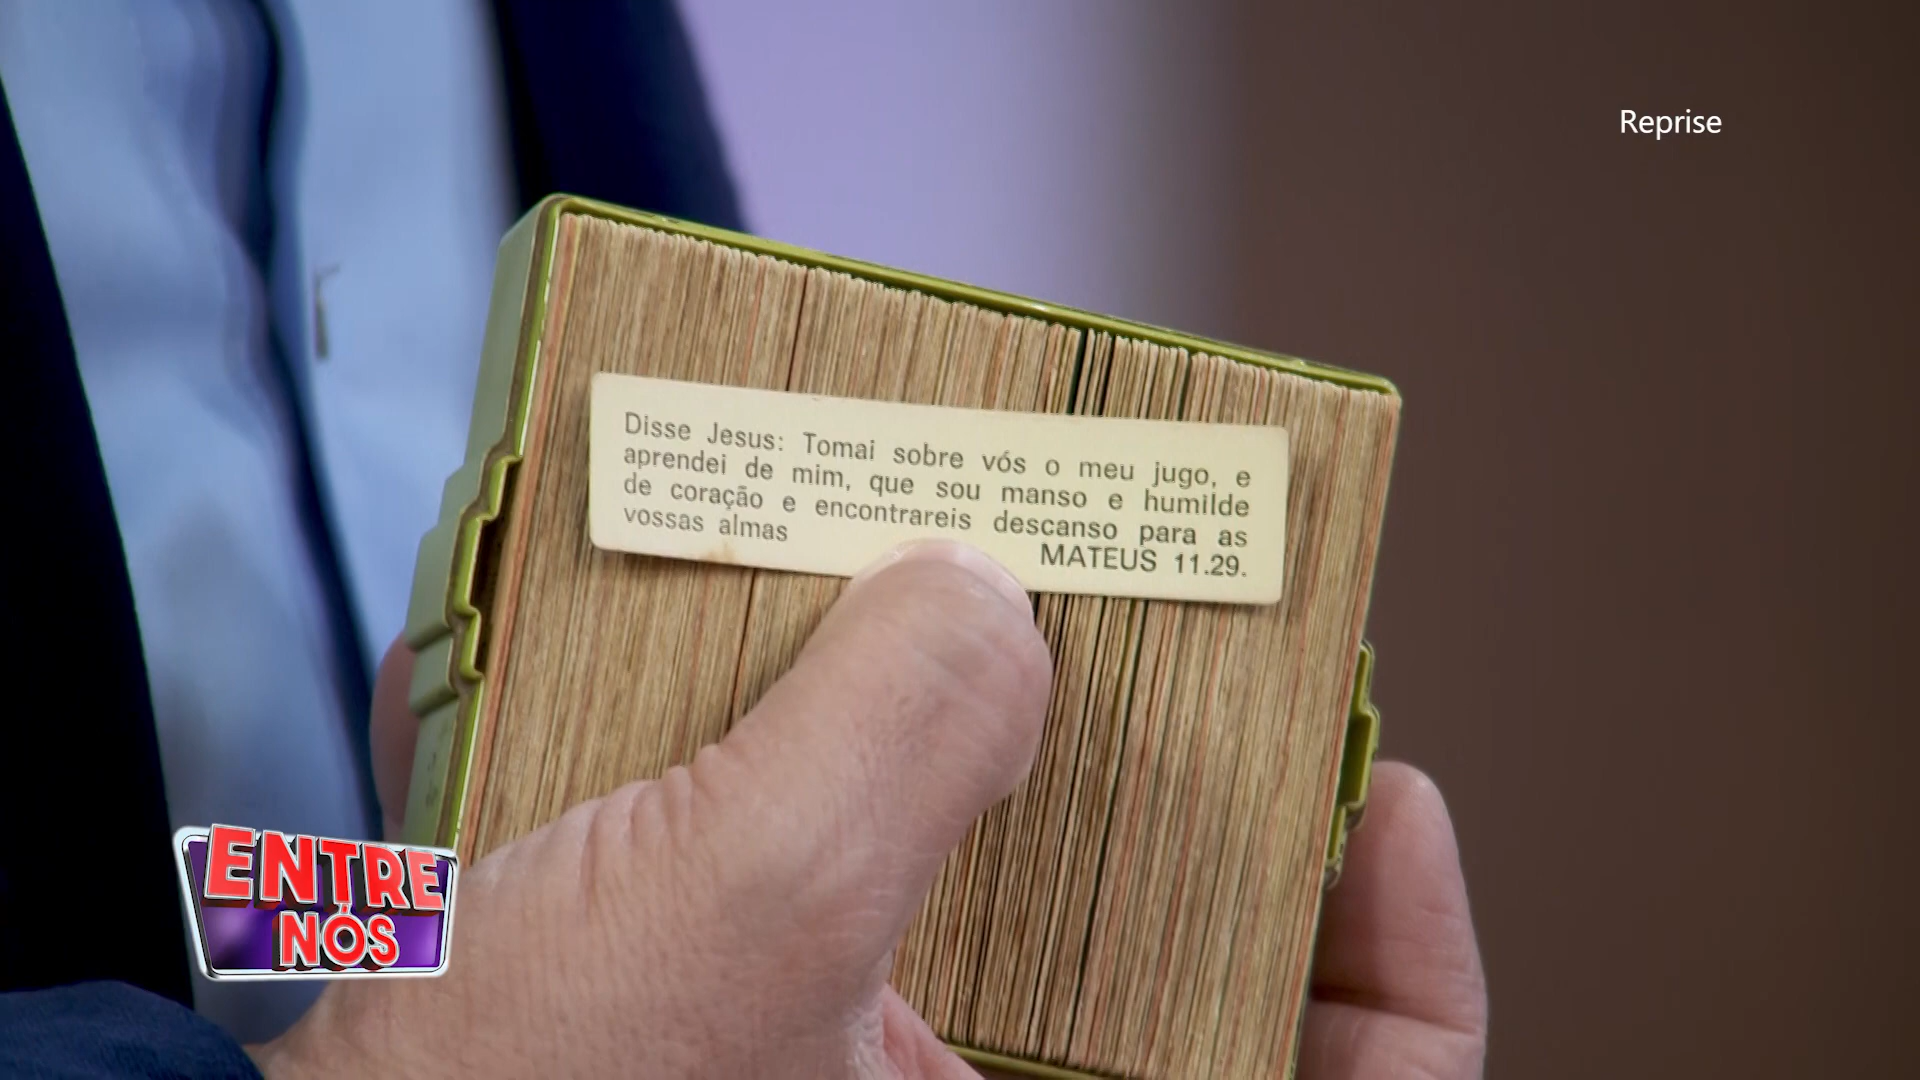 Reprise
Disse Jesus: Tomai sobre vós o meu jugo, e
aprendei de mim, que sou manso e humilde
de coração e encontrareis descanso para as
vossas almas
MATEUS 11.29.
ENTRE
NÓS